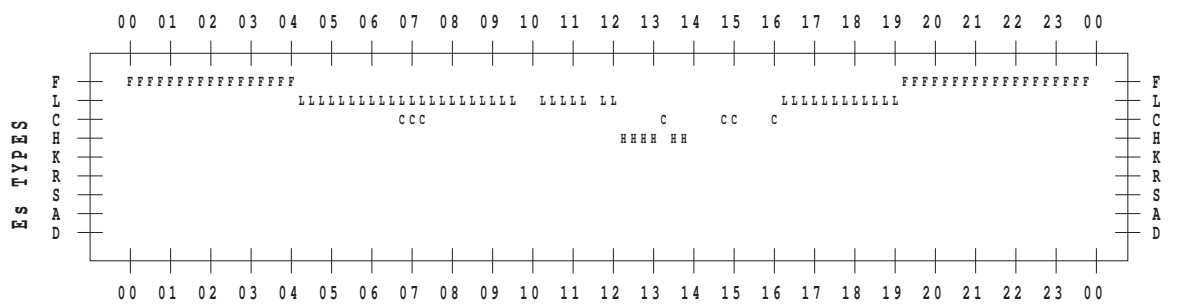 00 01 02 03 04 05 06 07 08 09 10 11 12 13 14 15 16 17 18 19 20 21 22 23 00
F FFFFFFFFFFFFFFFFF FFFFFFFFFFFFFFFFFFF F
L LLLLLLLLLLLLLLLLLLLLLL LLLLL LL LLLLLLLLLLLL L
C CCC C CC C C
H HHHH HH H
K K
R R
S S
A A
D D
Es TYPES
00 01 02 03 04 05 06 07 08 09 10 11 12 13 14 15 16 17 18 19 20 21 22 23 00